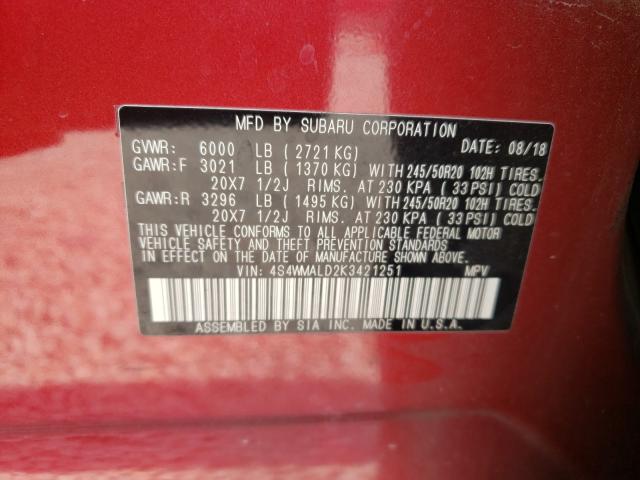 MFD BY SUBARU CORPORATION
GVWR: 6000 LB ( 2721 KG) DATE: 08/18
GAWR:F 3021 LB ( 1370 KG) WITH 245/50R20 102H TIRES.
20X7 1/2J RIMS. AT 230 KPA ( 33 PSI) COLD
GAWR:R 3296 LB ( 1495 KG) WITH 245/50R20 102H TIRES.
20X7 1/2J RIMS. AT 230 KPA ( 33 PSI) COLD
THIS VEHICLE CONFORMS TO ALL APPLICABLE FEDERAL MOTOR
VEHICLE SAFETY AND THEFT PREVENTION STANDARDS
IN EFFECT ON THE DATE OF MANUFACTURE SHOWN ABOVE.
VIN: 4S4WMALD2K3421251 MPV
ASSEMBLED BY SIA INC. MADE IN U.S.A.